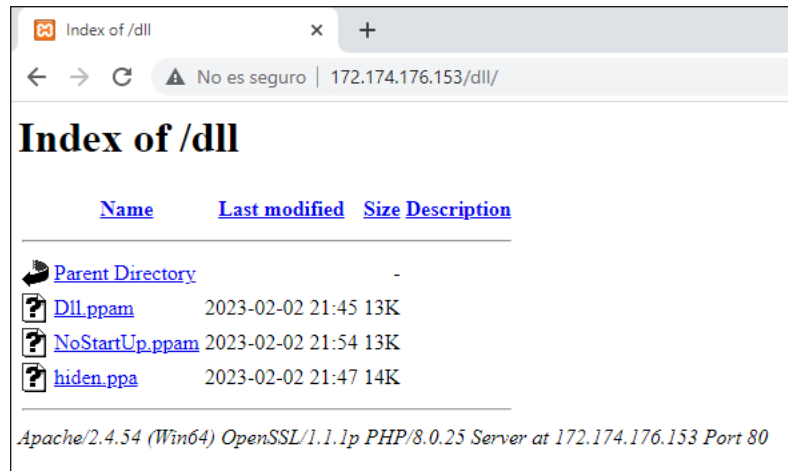 Index of /dll
No es seguro | 172.174.176.153/dll/
Index of /dll
Name Last modified Size Description
Parent Directory -
Dll.ppam 2023-02-02 21:45 13K
NoStartUp.ppam 2023-02-02 21:54 13K
hiden.ppa 2023-02-02 21:47 14K
Apache/2.4.54 (Win64) OpenSSL/1.1.1p PHP/8.0.25 Server at 172.174.176.153 Port 80